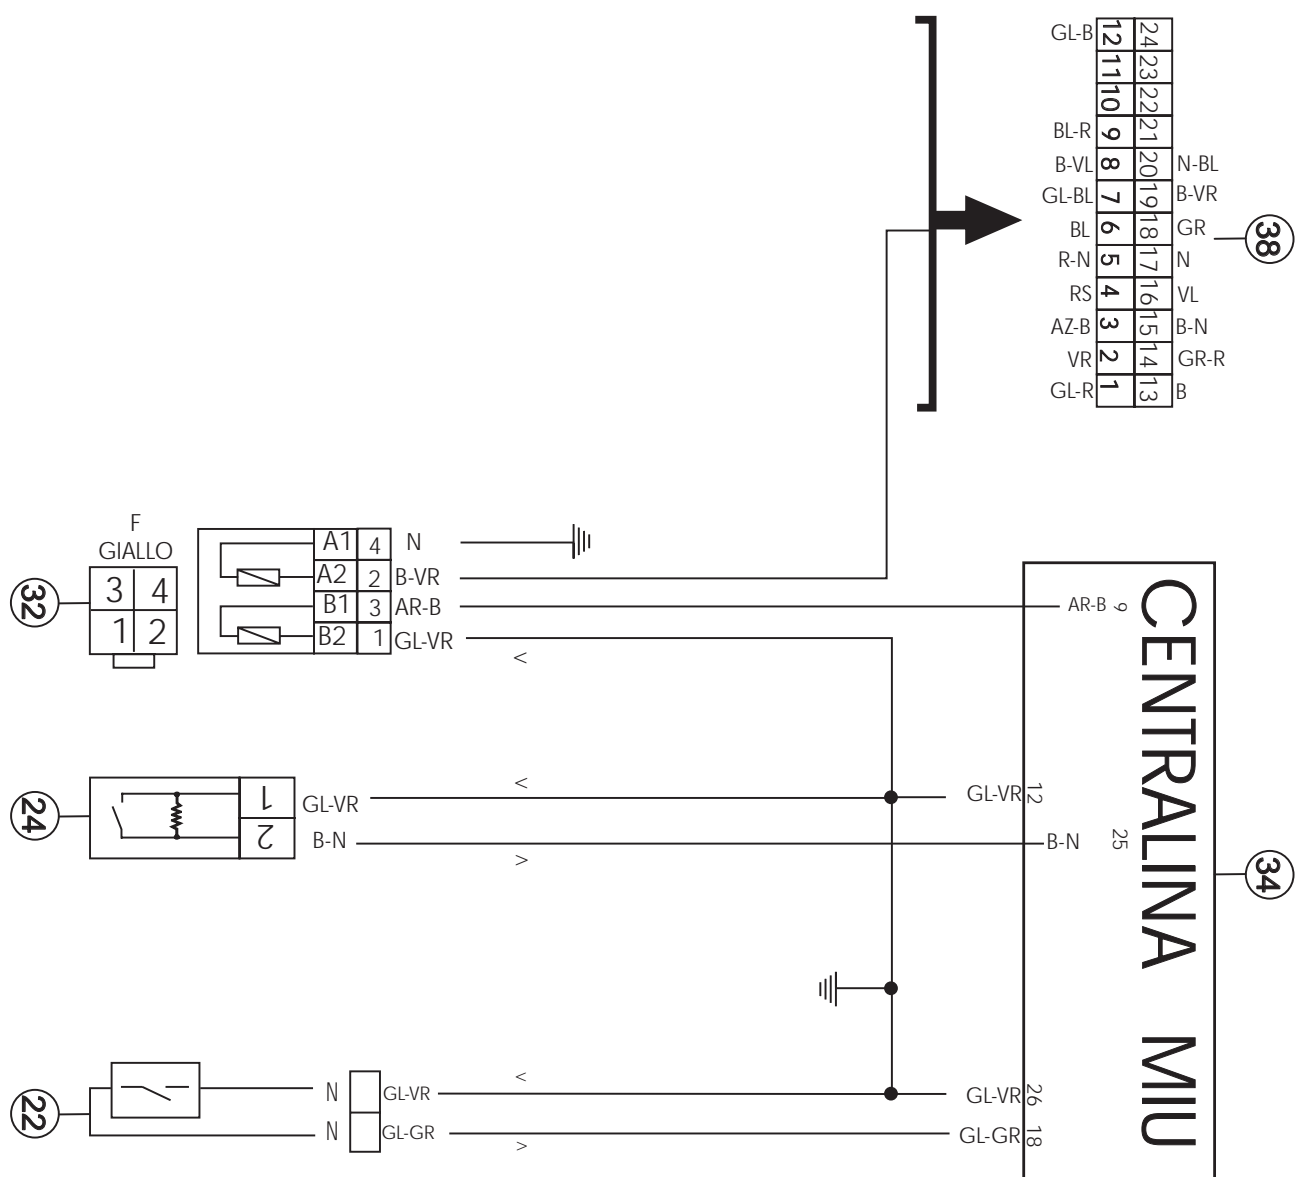 GL-B 12 24
11 23
10 22
BL-R 9 21
B-VL 8 20 N-BL
GL-BL 7 19 B-VR
BL 6 18 GR
R-N 5 17 N
RS 4 16 VL
AZ-B 3 15 B-N
VR 2 14 GR-R
GL-R 1 13 B
38
F
GIALLO
3 4
1 2
32
A1 4 N
A2 2 B-VR
B1 3 AR-B
B2 1 GL-VR
<
AR-B 9
CENTRALINA MIU
34
24
1 GL-VR
2 B-N
<
>
GL-VR 12
B-N 25
22
N GL-VR
N GL-GR
<
>
GL-VR 26
GL-GR 18